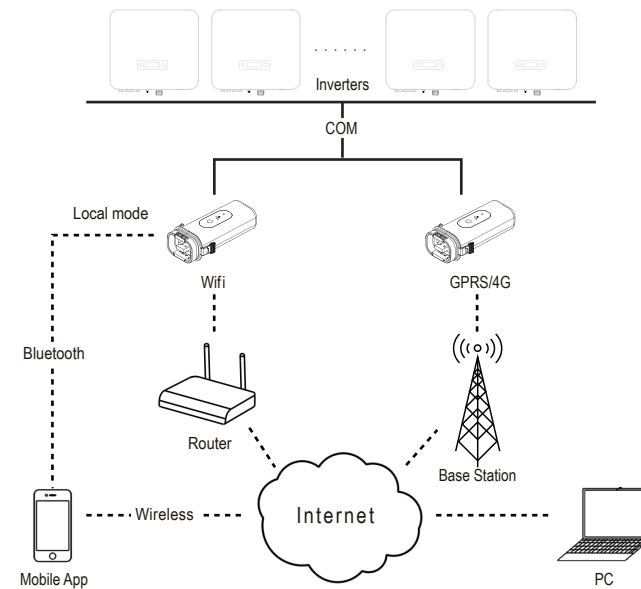 Inverters
COM
Local mode
Wifi
GPRS/4G
Bluetooth
Router
Base Station
Wireless
Internet
Mobile App
PC